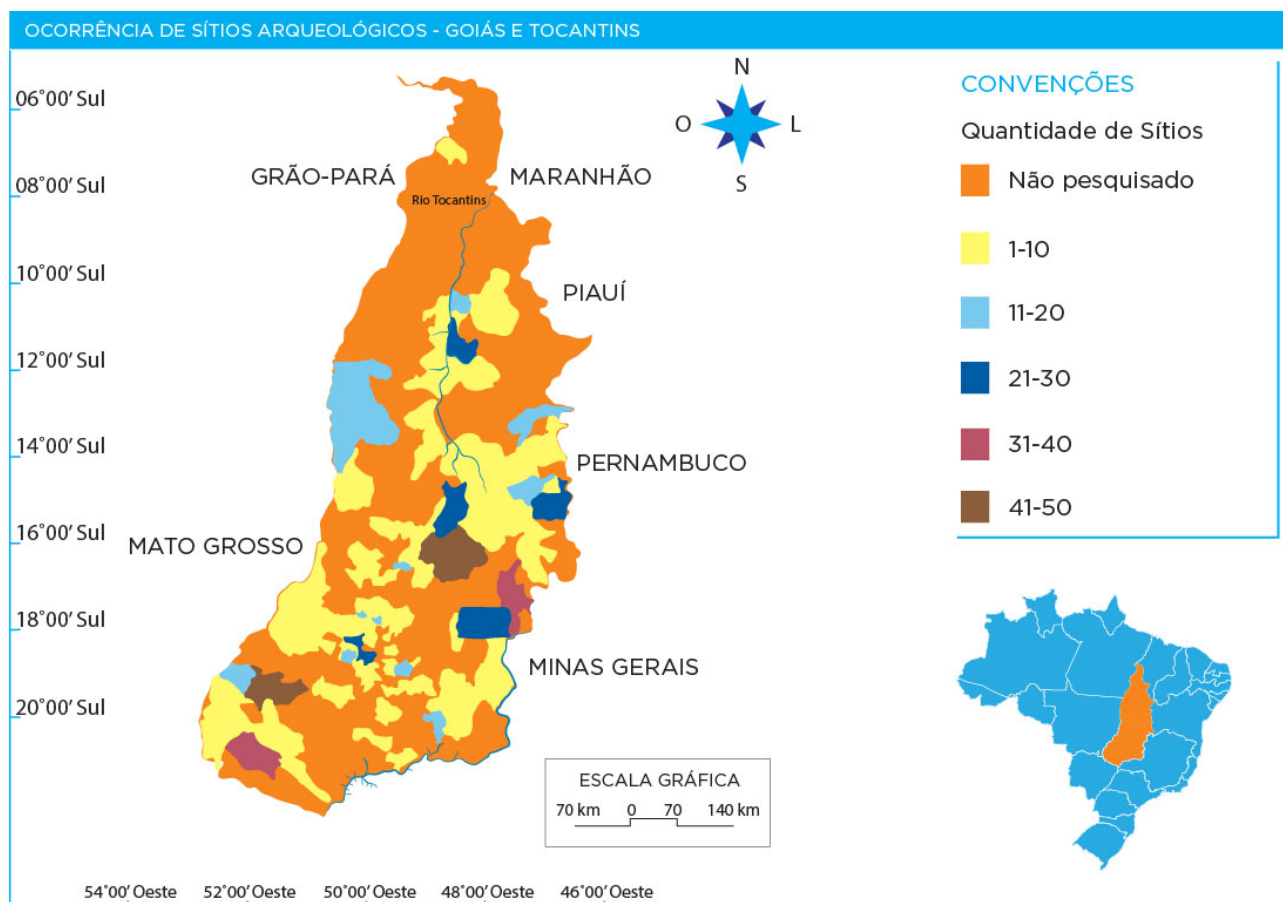 OCORRÊNCIA DE SÍTIOS ARQUEOLÓGICOS - GOIÁS E TOCANTINS
06°00′ Sul
08°00′ Sul
10°00′ Sul
12°00′ Sul
14°00′ Sul
16°00′ Sul
18°00′ Sul
20°00′ Sul
GRÃO-PARÁ
MARANHÃO
Rio Tocantins
PIAUÍ
PERNAMBUCO
MATO GROSSO
MINAS GERAIS
N
O
L
S
CONVENÇÕES
Quantidade de Sítios
Não pesquisado
1-10
11-20
21-30
31-40
41-50
ESCALA GRÁFICA
70 km 0 70 140 km
54°00′ Oeste 52°00′ Oeste 50°00′ Oeste 48°00′ Oeste 46°00′ Oeste